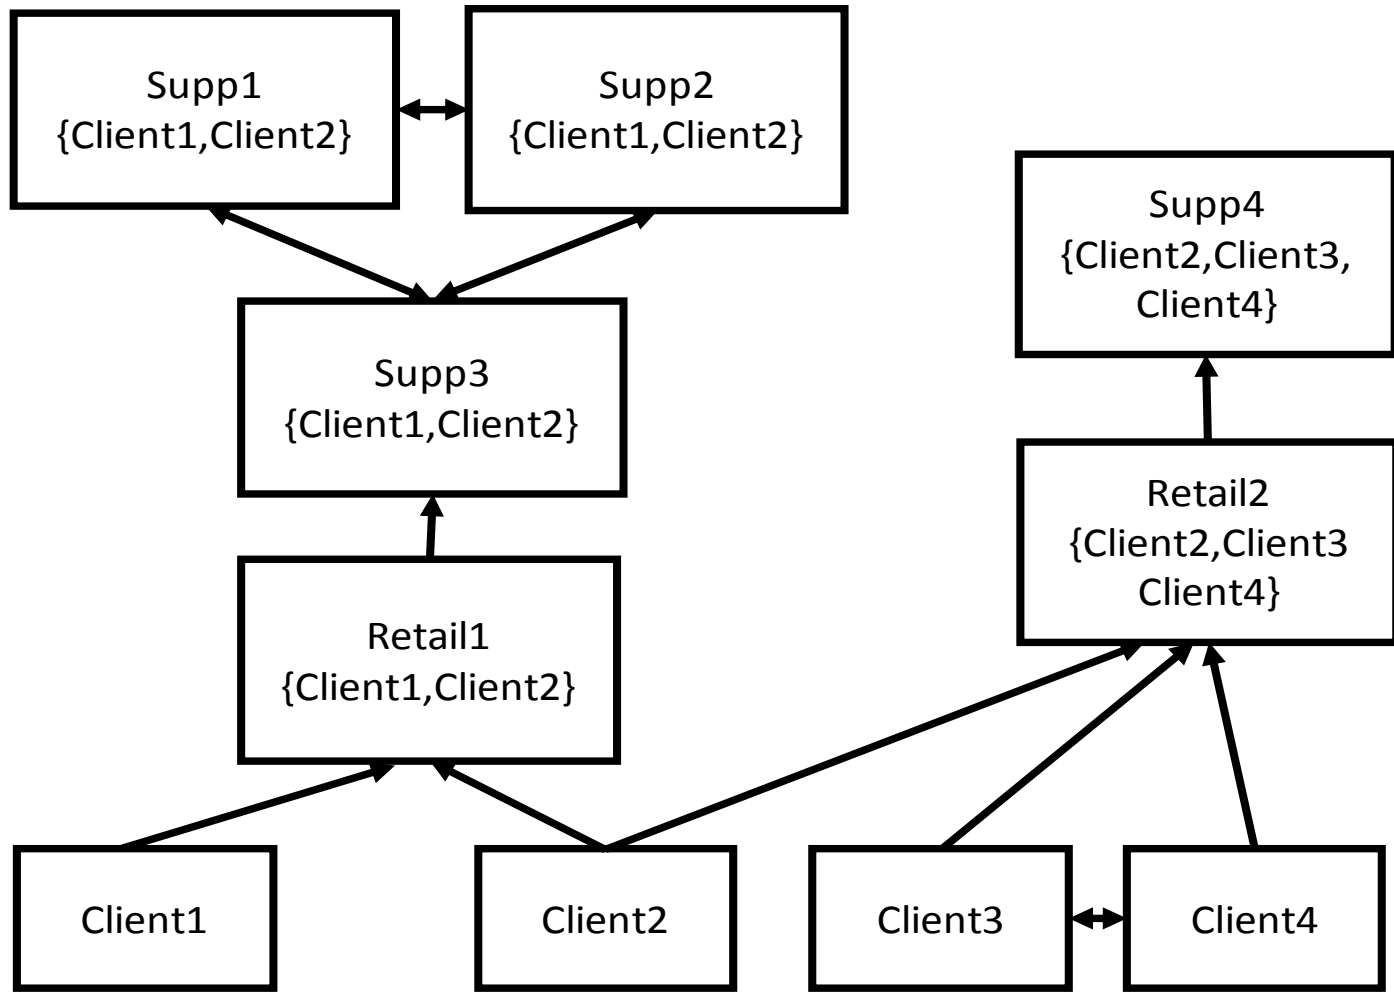 Supp1
{Client1,Client2}
Supp2
{Client1,Client2}
Supp4
{Client2,Client3,
Client4}
Supp3
{Client1,Client2}
Retail2
{Client2,Client3
Client4}
Retail1
{Client1,Client2}
Client1
Client2
Client3
Client4